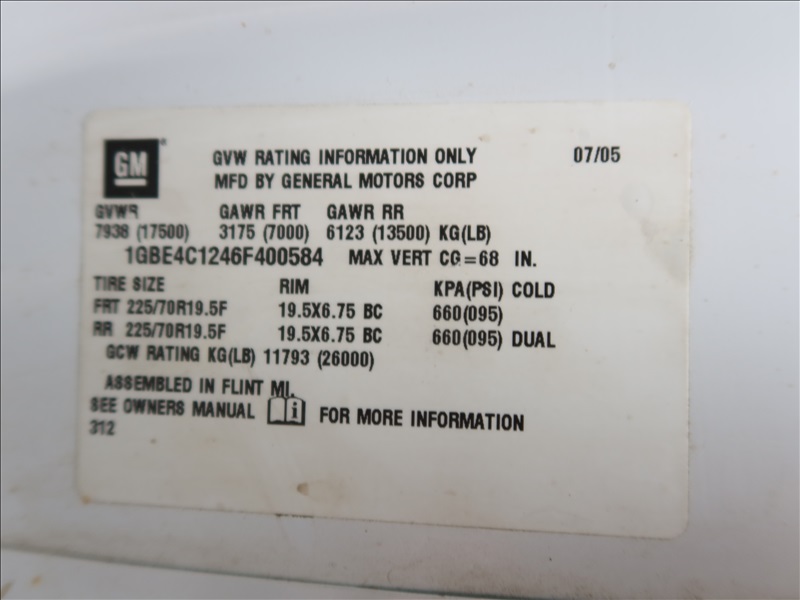 GM
GVW RATING INFORMATION ONLY 07/05
MFD BY GENERAL MOTORS CORP
GVWR GAWR FRT GAWR RR
7938 (17500) 3175 (7000) 6123 (13500) KG(LB)
1GBE4C1246F400584 MAX VERT CG=68 IN.
TIRE SIZE RIM KPA(PSI) COLD
FRT 225/70R19.5F 19.5X6.75 BC 660(095)
RR 225/70R19.5F 19.5X6.75 BC 660(095) DUAL
GCW RATING KG(LB) 11793 (26000)
ASSEMBLED IN FLINT MI.
SEE OWNERS MANUAL i FOR MORE INFORMATION
312